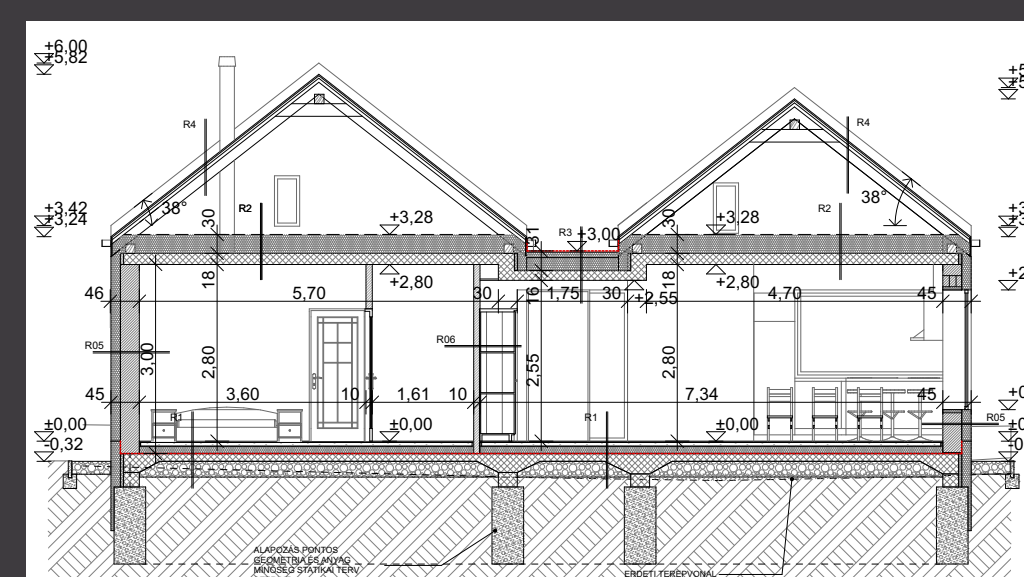 +6,00
+5,82
R4
R4
38°
38°
+3,42
+3,24
30
R2
+3,28
R3
31
+3,00
30
+3,28
R2
18
+2,80
16
+2,55
18
+2,80
46
5,70
30
1,75
30
4,70
45
R05
3,00
2,80
R06
2,55
2,80
45
3,60
10
1,61
10
7,34
45
±0,00
R1
±0,00
R1
±0,00
R05
-0,32
ALAPOZÁS PONTOS
GEOMETRIA ÉS ANYAG
MINŐSÉG STATIKAI TERV
ERDETI TEREPVONAL